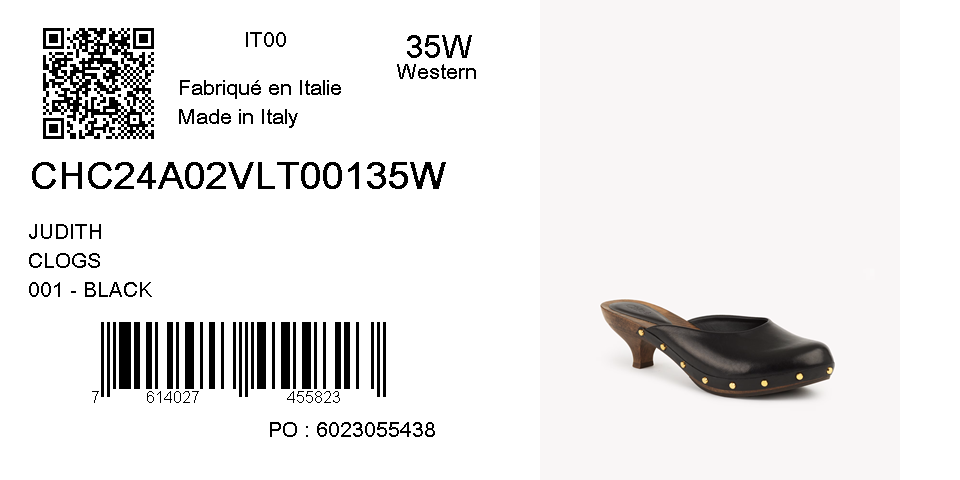 IT00
35W
Western
Fabriqué en Italie
Made in Italy
CHC24A02VLT00135W
JUDITH
CLOGS
001 - BLACK
7 614027 455823
PO : 6023055438